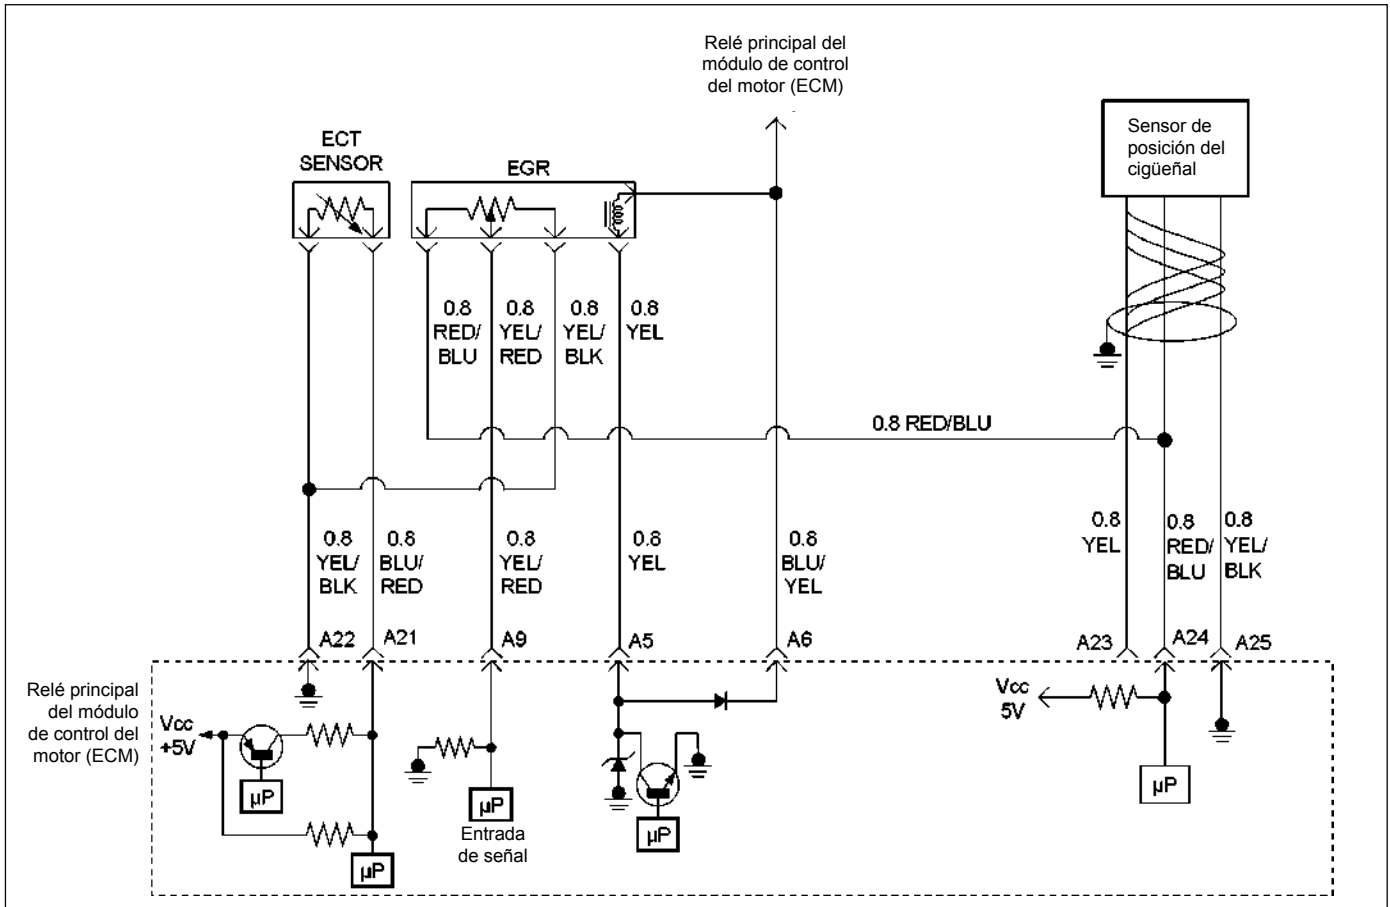 Relé principal del
módulo de control
del motor (ECM)
Sensor de
posición del
cigüeñal
ECT
SENSOR
EGR
0.8
RED/
BLU
0.8
YEL/
RED
0.8
YEL/
BLK
0.8
YEL
0.8 RED/BLU
0.8
YEL/
BLK
0.8
BLU/
RED
0.8
YEL/
RED
0.8
YEL
0.8
BLU/
YEL
0.8
YEL
0.8
RED/
BLU
0.8
YEL/
BLK
A22
A21
A9
A5
A6
A23
A24
A25
Relé principal
del módulo
de control del
motor (ECM)
Vcc
+5V
µP
µP
µP
Entrada
de señal
µP
Vcc
5V
µP